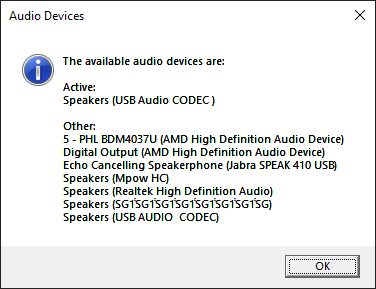 Audio Devices
The available audio devices are:
Active:
Speakers (USB Audio CODEC )
Other:
5 - PHL BDM4037U (AMD High Definition Audio Device)
Digital Output (AMD High Definition Audio Device)
Echo Cancelling Speakerphone (Jabra SPEAK 410 USB)
Speakers (Mpow HC)
Speakers (Realtek High Definition Audio)
Speakers (SG1SG1SG1SG1SG1SG1SG1SG)
Speakers (USB AUDIO  CODEC)
OK